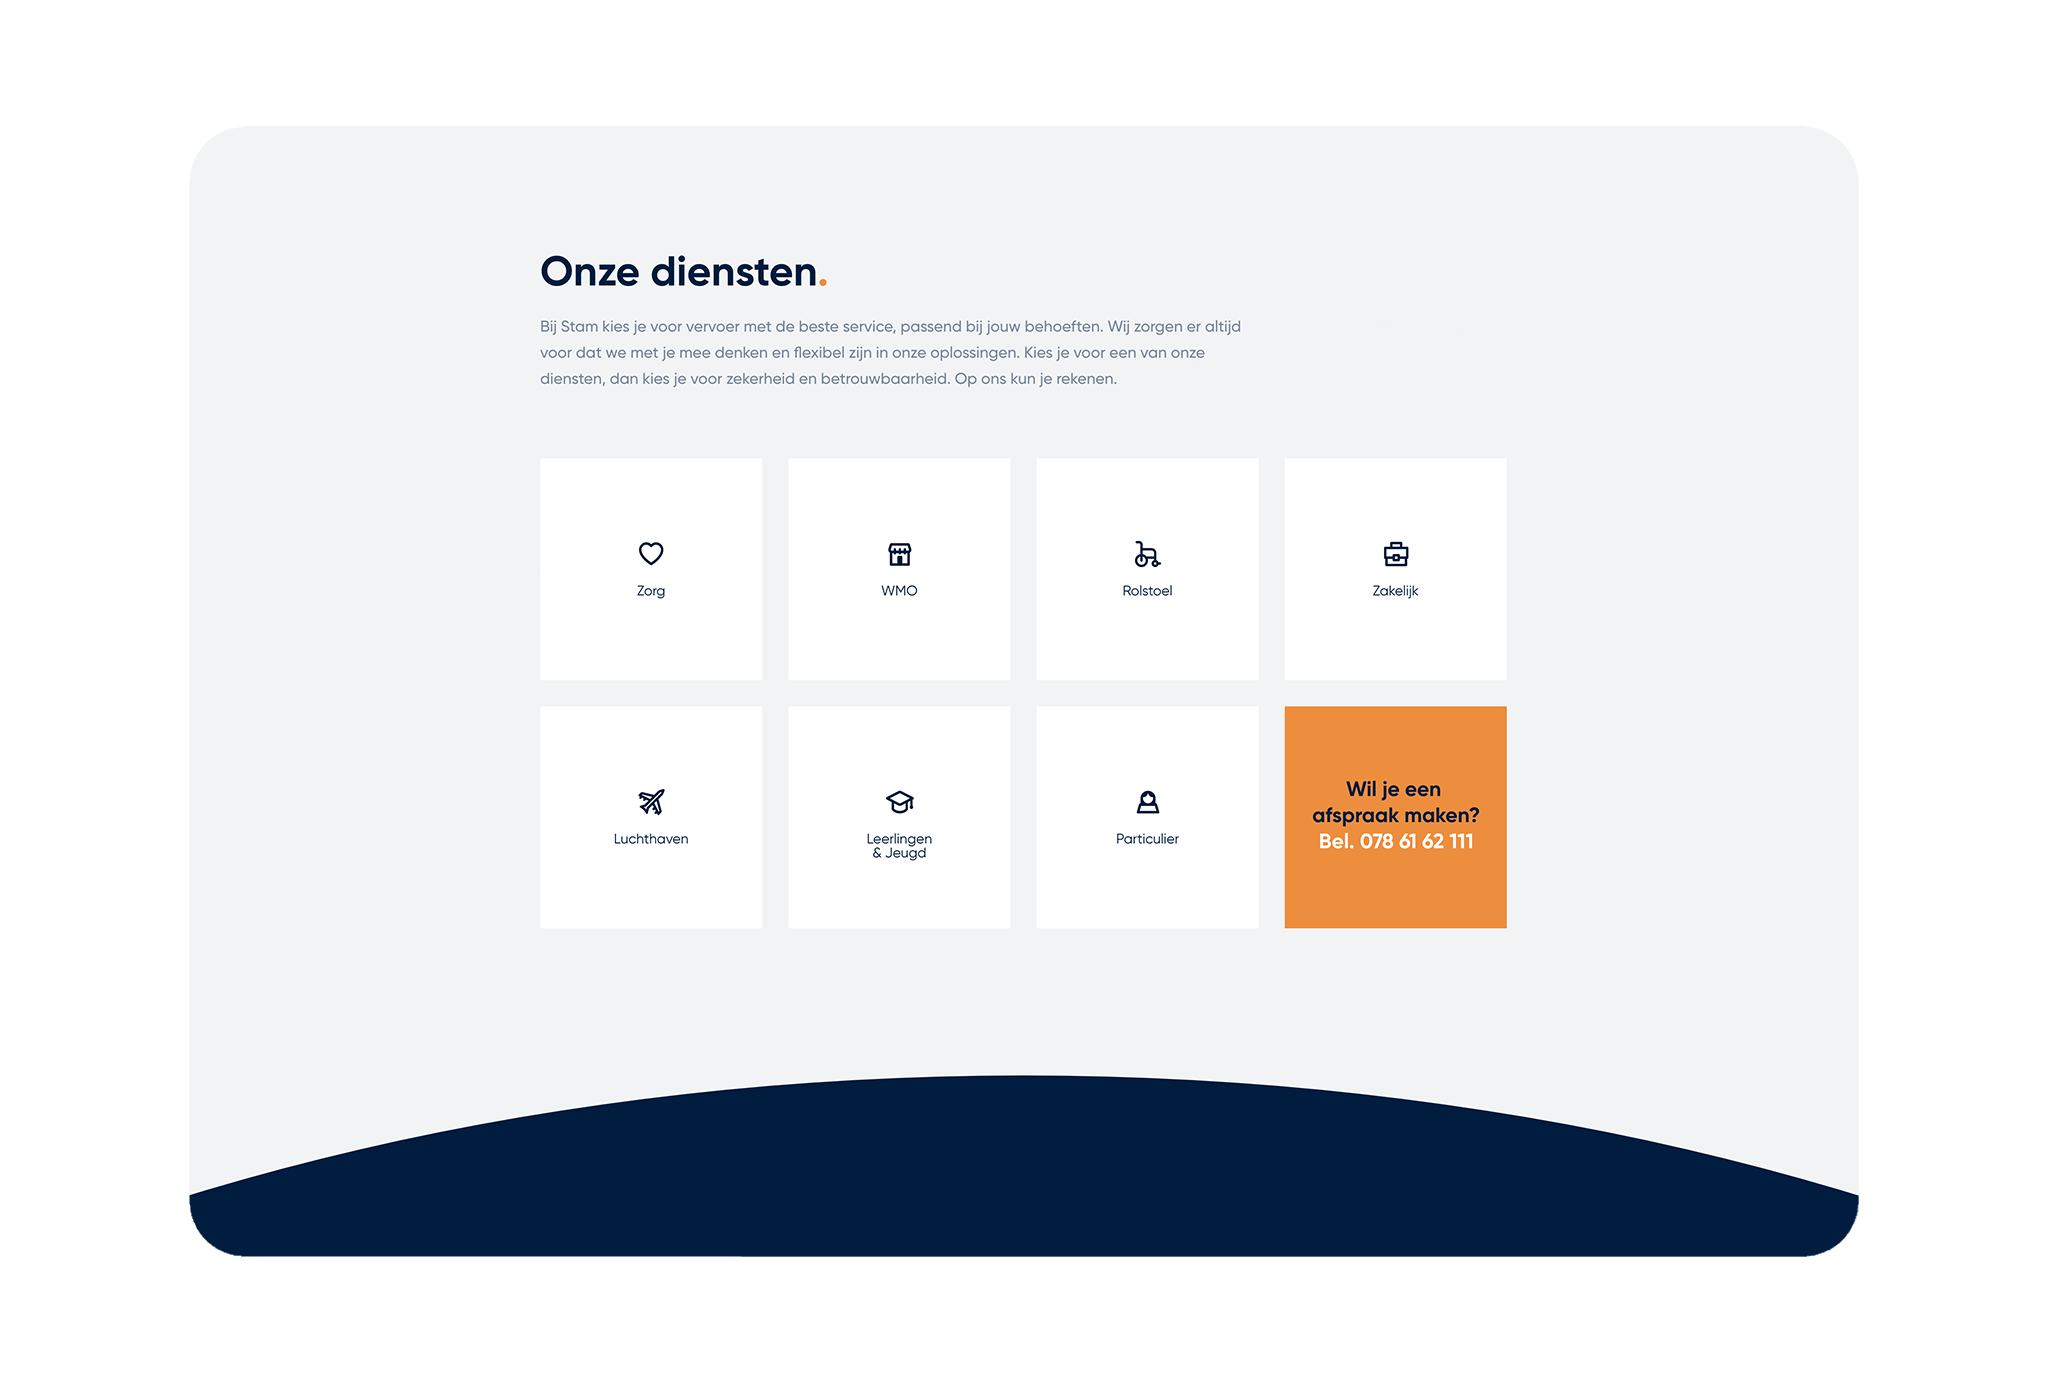 Onze diensten.
Bij Stam kies je voor vervoer met de beste service, passend bij jouw behoeften. Wij zorgen er altijd
voor dat we met je mee denken en flexibel zijn in onze oplossingen. Kies je voor een van onze
diensten, dan kies je voor zekerheid en betrouwbaarheid. Op ons kun je rekenen.
Zorg
WMO
Rolstoel
Zakelijk
Luchthaven
Leerlingen
& Jeugd
Particulier
Wil je een
afspraak maken?
Bel. 078 61 62 111